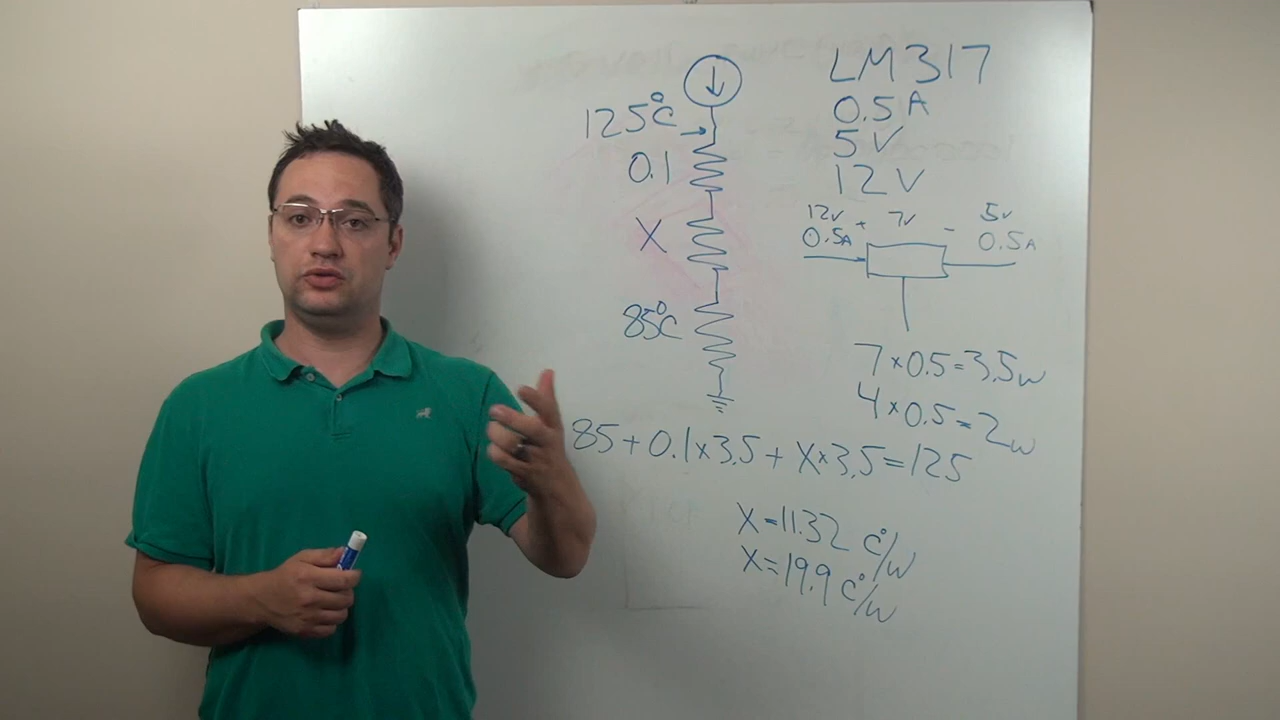 LM317
0.5A
5V
12V
125°C
0.1
X
85°C
12V + 7V - 5V
0.5A 0.5A
7×0.5=3.5W
4×0.5=2W
85+0.1×3.5+X×3.5=125
X=11.32 C°/W
X=19.9 C°/W